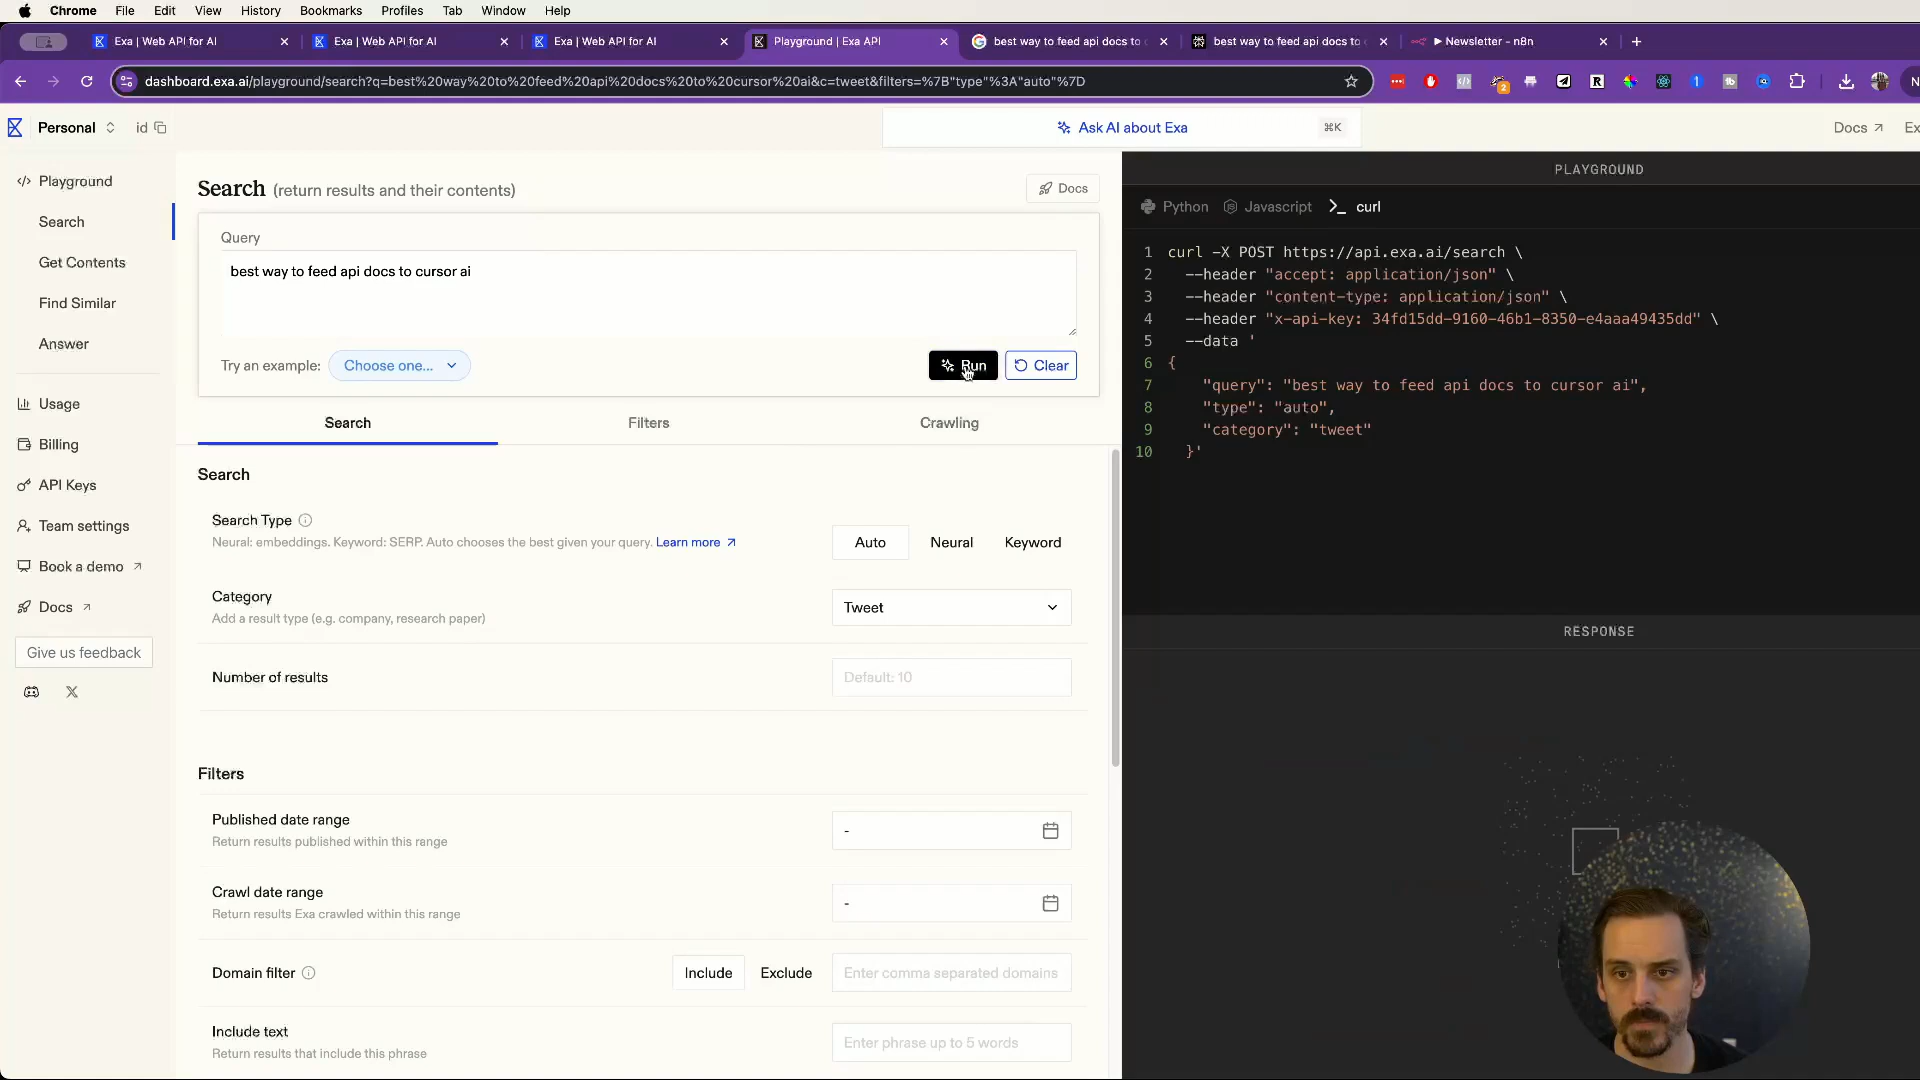 Chrome File Edit View History Bookmarks Profiles Tab Window Help
Exa | Web API for AI
Exa | Web API for AI
Exa | Web API for AI
Playground | Exa API
best way to feed api docs to
best way to feed api docs to
Newsletter - n8n
dashboard.exa.ai/playground/search?q=best%20way%20to%20feed%20api%20docs%20to%20cursor%20ai&c=tweet&filters=%7B"type"%3A"auto"%7D
Personal
id
Ask AI about Exa
⌘K
Docs ↗
Ex
Playground
Search
Get Contents
Find Similar
Answer
Usage
Billing
API Keys
Team settings
Book a demo ↗
Docs ↗
Give us feedback
Search (return results and their contents)
Docs
Query
best way to feed api docs to cursor ai
Try an example:
Choose one...
Run
Clear
Search
Filters
Crawling
Search
Search Type
Neural: embeddings. Keyword: SERP. Auto chooses the best given your query. Learn more ↗
Auto
Neural
Keyword
Category
Add a result type (e.g. company, research paper)
Tweet
Number of results
Default: 10
Filters
Published date range
Return results published within this range
-
Crawl date range
Return results Exa crawled within this range
-
Domain filter
Include
Exclude
Enter comma separated domains
Include text
Return results that include this phrase
Enter phrase up to 5 words
PLAYGROUND
Python
Javascript
curl
1 curl -X POST https://api.exa.ai/search \
2 --header "accept: application/json" \
3 --header "content-type: application/json" \
4 --header "x-api-key: 34fd15dd-9160-46b1-8350-e4aaa49435dd" \
5 --data '
6 {
7 "query": "best way to feed api docs to cursor ai",
8 "type": "auto",
9 "category": "tweet"
10 }'
RESPONSE